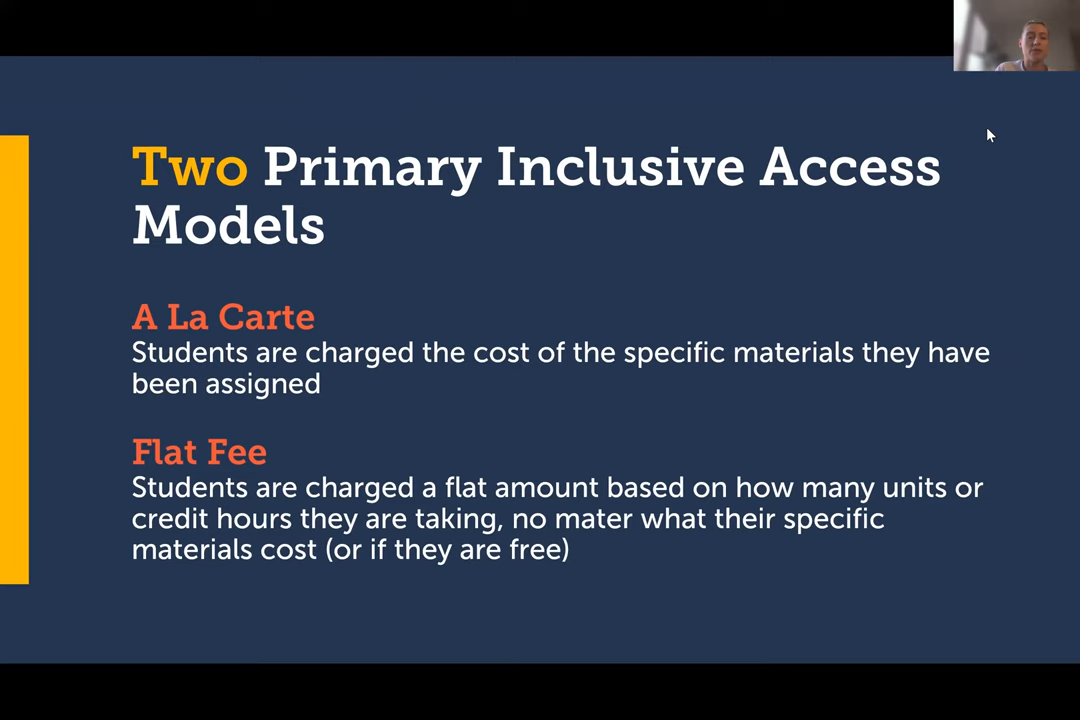 Two Primary Inclusive Access
Models
A La Carte
Students are charged the cost of the specific materials they have
been assigned
Flat Fee
Students are charged a flat amount based on how many units or
credit hours they are taking, no mater what their specific
materials cost (or if they are free)